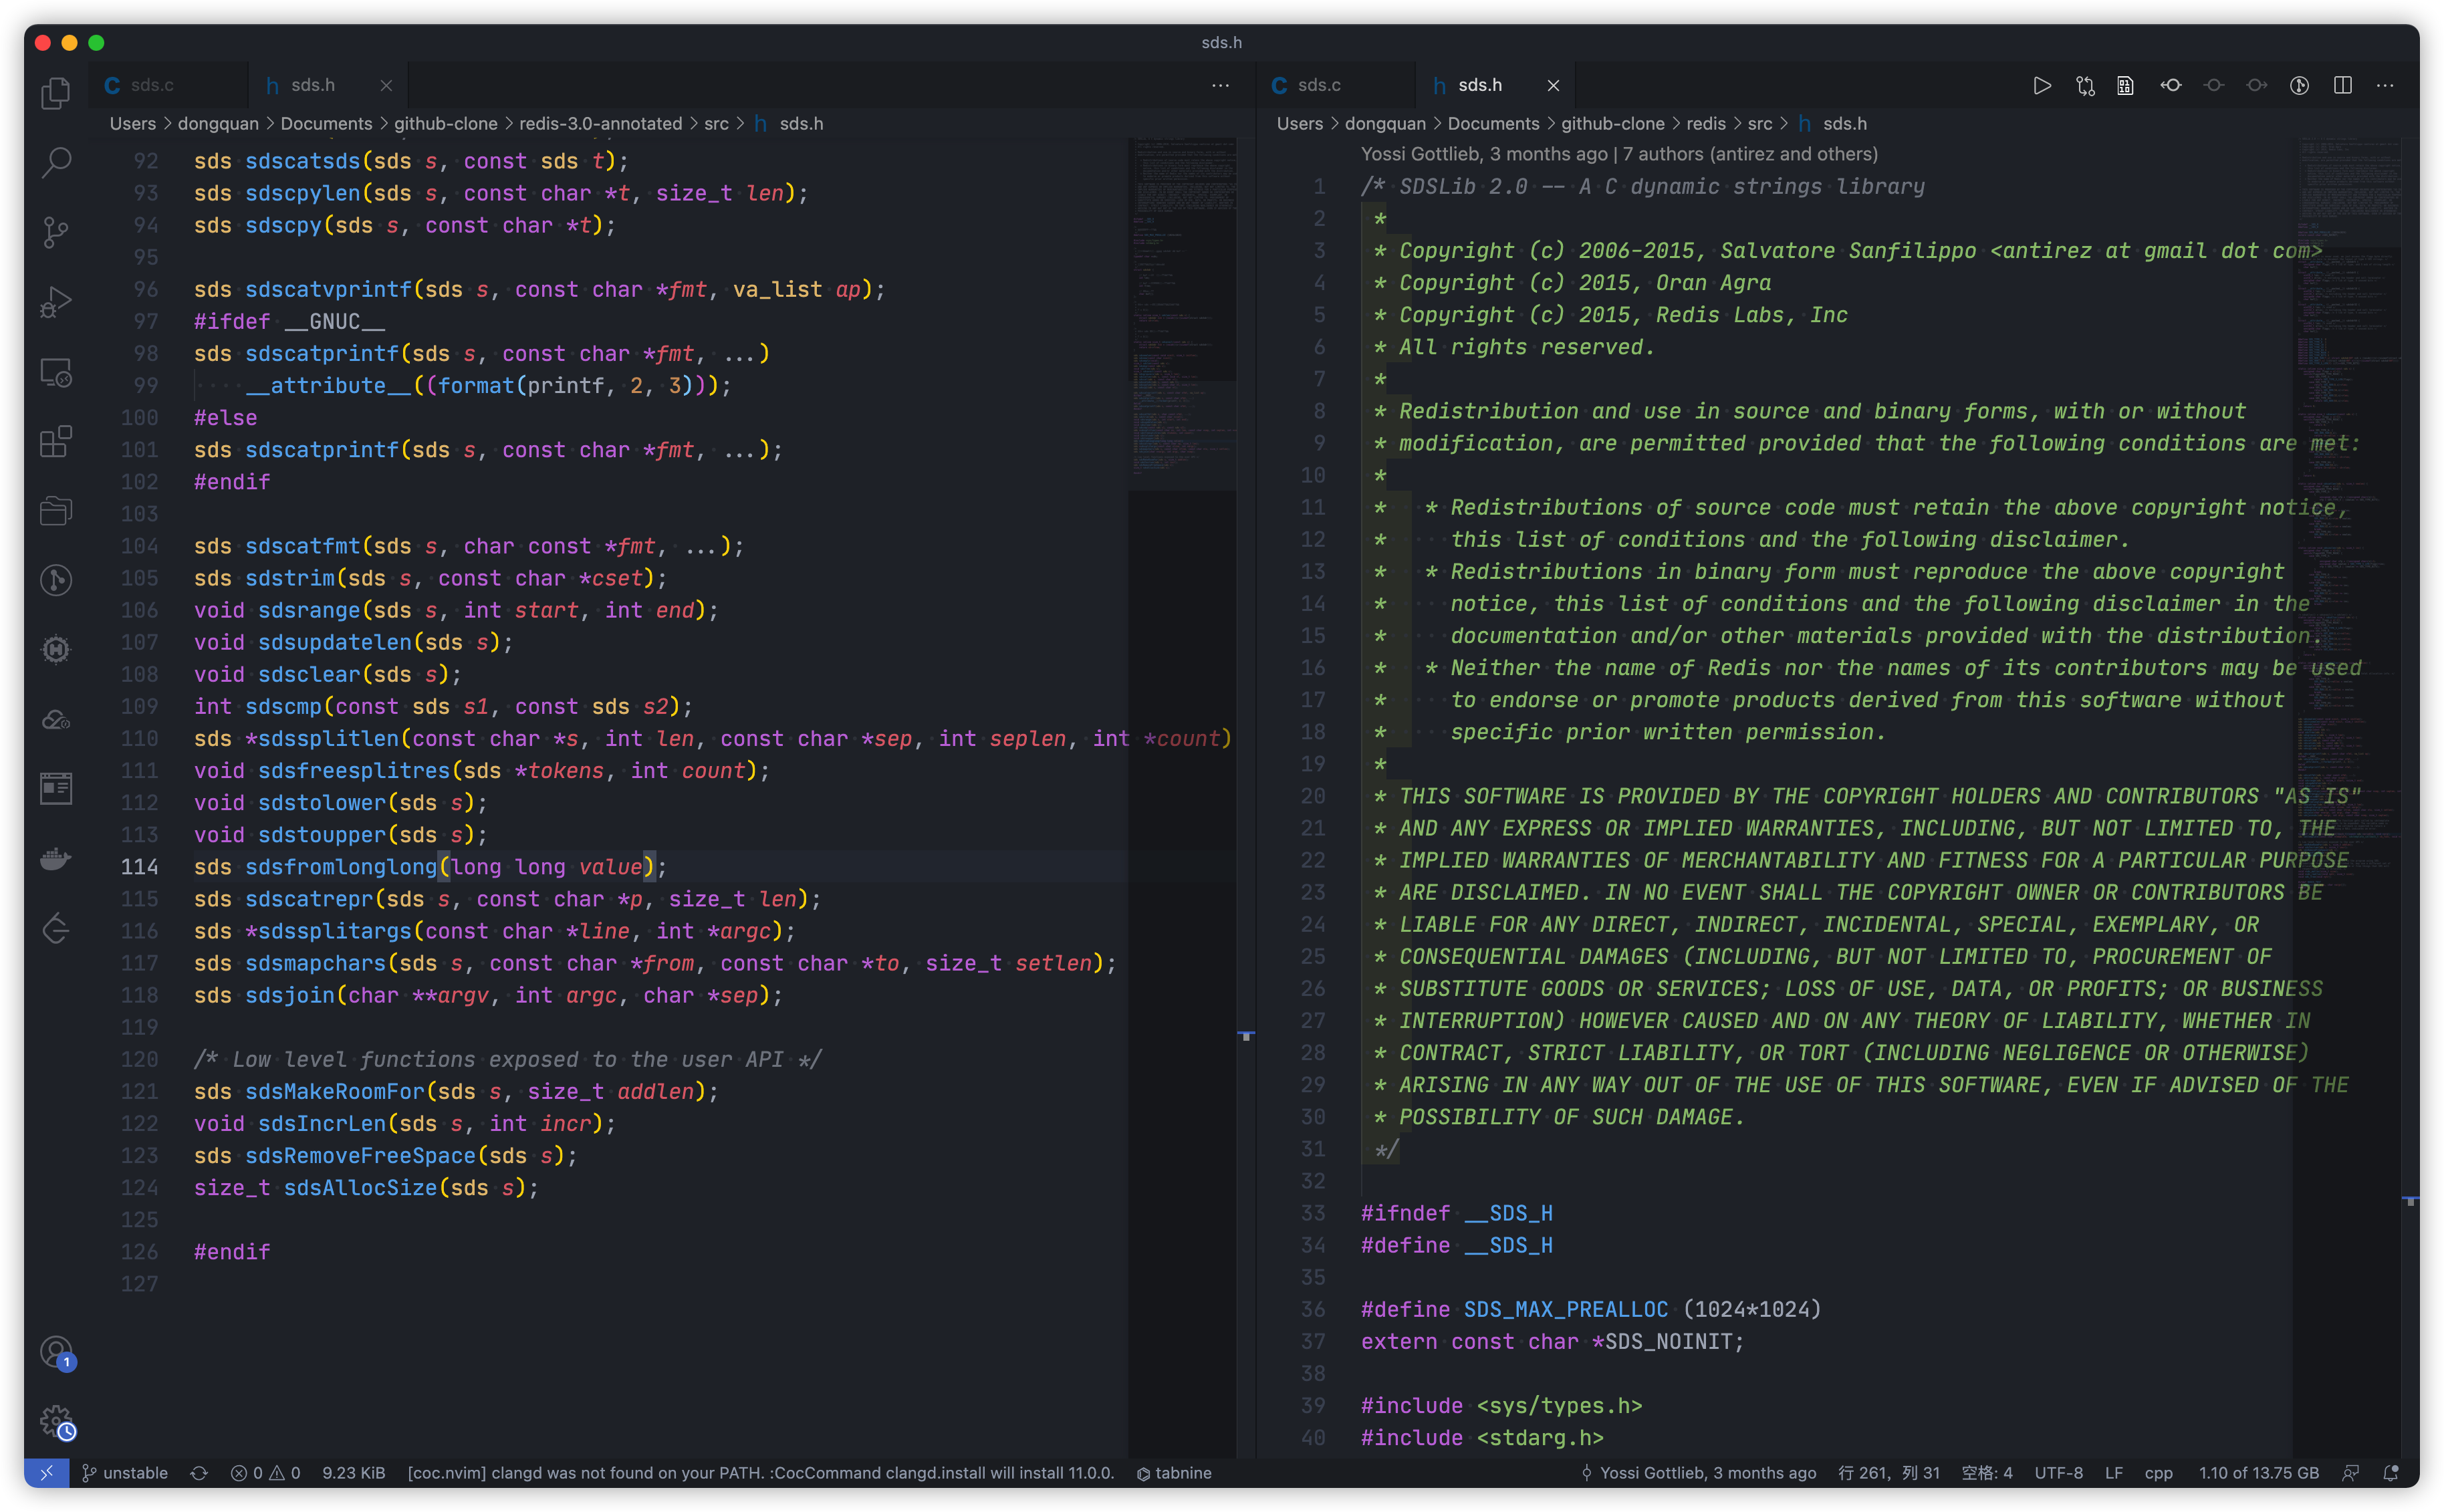 sds.h
sds.c
sds.h
Users > dongquan > Documents > github-clone > redis-3.0-annotated > src > h sds.h
92 sds sdscatsds(sds s, const sds t);
93 sds sdscpylen(sds s, const char *t, size_t len);
94 sds sdscpy(sds s, const char *t);
95
96 sds sdscatvprintf(sds s, const char *fmt, va_list ap);
97 #ifdef __GNUC__
98 sds sdscatprintf(sds s, const char *fmt, ...)
99 __attribute__((format(printf, 2, 3)));
100 #else
101 sds sdscatprintf(sds s, const char *fmt, ...);
102 #endif
103
104 sds sdscatfmt(sds s, char const *fmt, ...);
105 sds sdstrim(sds s, const char *cset);
106 void sdsrange(sds s, int start, int end);
107 void sdsupdatelen(sds s);
108 void sdsclear(sds s);
109 int sdscmp(const sds s1, const sds s2);
110 sds *sdssplitlen(const char *s, int len, const char *sep, int seplen, int *count)
111 void sdsfreesplitres(sds *tokens, int count);
112 void sdstolower(sds s);
113 void sdstoupper(sds s);
114 sds sdsfromlonglong(long long value);
115 sds sdscatrepr(sds s, const char *p, size_t len);
116 sds *sdssplitargs(const char *line, int *argc);
117 sds sdsmapchars(sds s, const char *from, const char *to, size_t setlen);
118 sds sdsjoin(char **argv, int argc, char *sep);
119
120 /* Low level functions exposed to the user API */
121 sds sdsMakeRoomFor(sds s, size_t addlen);
122 void sdsIncrLen(sds s, int incr);
123 sds sdsRemoveFreeSpace(sds s);
124 size_t sdsAllocSize(sds s);
125
126 #endif
127
sds.c
sds.h
Users > dongquan > Documents > github-clone > redis > src > h sds.h
Yossi Gottlieb, 3 months ago | 7 authors (antirez and others)
1 /* SDSLib 2.0 -- A C dynamic strings library
2 *
3 * Copyright (c) 2006-2015, Salvatore Sanfilippo <antirez at gmail dot com>
4 * Copyright (c) 2015, Oran Agra
5 * Copyright (c) 2015, Redis Labs, Inc
6 * All rights reserved.
7 *
8 * Redistribution and use in source and binary forms, with or without
9 * modification, are permitted provided that the following conditions are met:
10 *
11 * * Redistributions of source code must retain the above copyright notice,
12 * this list of conditions and the following disclaimer.
13 * * Redistributions in binary form must reproduce the above copyright
14 * notice, this list of conditions and the following disclaimer in the
15 * documentation and/or other materials provided with the distribution.
16 * * Neither the name of Redis nor the names of its contributors may be used
17 * to endorse or promote products derived from this software without
18 * specific prior written permission.
19 *
20 * THIS SOFTWARE IS PROVIDED BY THE COPYRIGHT HOLDERS AND CONTRIBUTORS "AS IS"
21 * AND ANY EXPRESS OR IMPLIED WARRANTIES, INCLUDING, BUT NOT LIMITED TO, THE
22 * IMPLIED WARRANTIES OF MERCHANTABILITY AND FITNESS FOR A PARTICULAR PURPOSE
23 * ARE DISCLAIMED. IN NO EVENT SHALL THE COPYRIGHT OWNER OR CONTRIBUTORS BE
24 * LIABLE FOR ANY DIRECT, INDIRECT, INCIDENTAL, SPECIAL, EXEMPLARY, OR
25 * CONSEQUENTIAL DAMAGES (INCLUDING, BUT NOT LIMITED TO, PROCUREMENT OF
26 * SUBSTITUTE GOODS OR SERVICES; LOSS OF USE, DATA, OR PROFITS; OR BUSINESS
27 * INTERRUPTION) HOWEVER CAUSED AND ON ANY THEORY OF LIABILITY, WHETHER IN
28 * CONTRACT, STRICT LIABILITY, OR TORT (INCLUDING NEGLIGENCE OR OTHERWISE)
29 * ARISING IN ANY WAY OUT OF THE USE OF THIS SOFTWARE, EVEN IF ADVISED OF THE
30 * POSSIBILITY OF SUCH DAMAGE.
31 */
32
33 #ifndef __SDS_H
34 #define __SDS_H
35
36 #define SDS_MAX_PREALLOC (1024*1024)
37 extern const char *SDS_NOINIT;
38
39 #include <sys/types.h>
40 #include <stdarg.h>
1
unstable 0 0 9.23 KiB [coc.nvim] clangd was not found on your PATH. :CocCommand clangd.install will install 11.0.0. tabnine Yossi Gottlieb, 3 months ago 行 261，列 31 空格: 4 UTF-8 LF cpp 1.10 of 13.75 GB